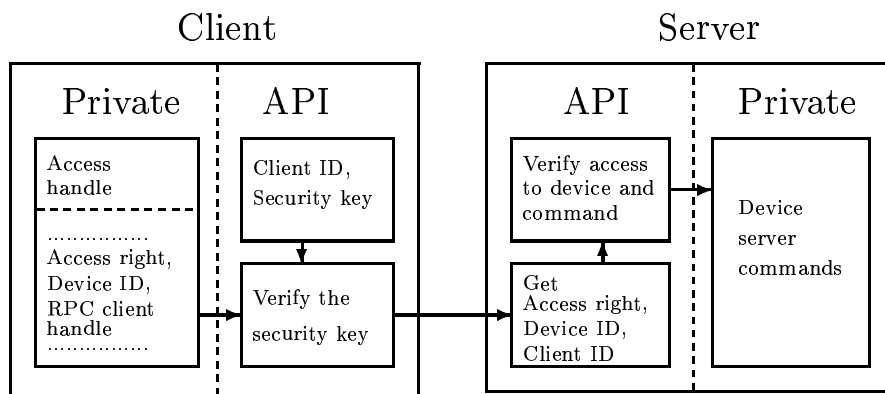 Client
Server
Private
API
API
Private
Access
handle
...............
Access right,
Device ID,
RPC client
handle
...............
Client ID,
Security key
Verify the
security key
Verify access
to device and
command
Get
Access right,
Device ID,
Client ID
Device
server
commands